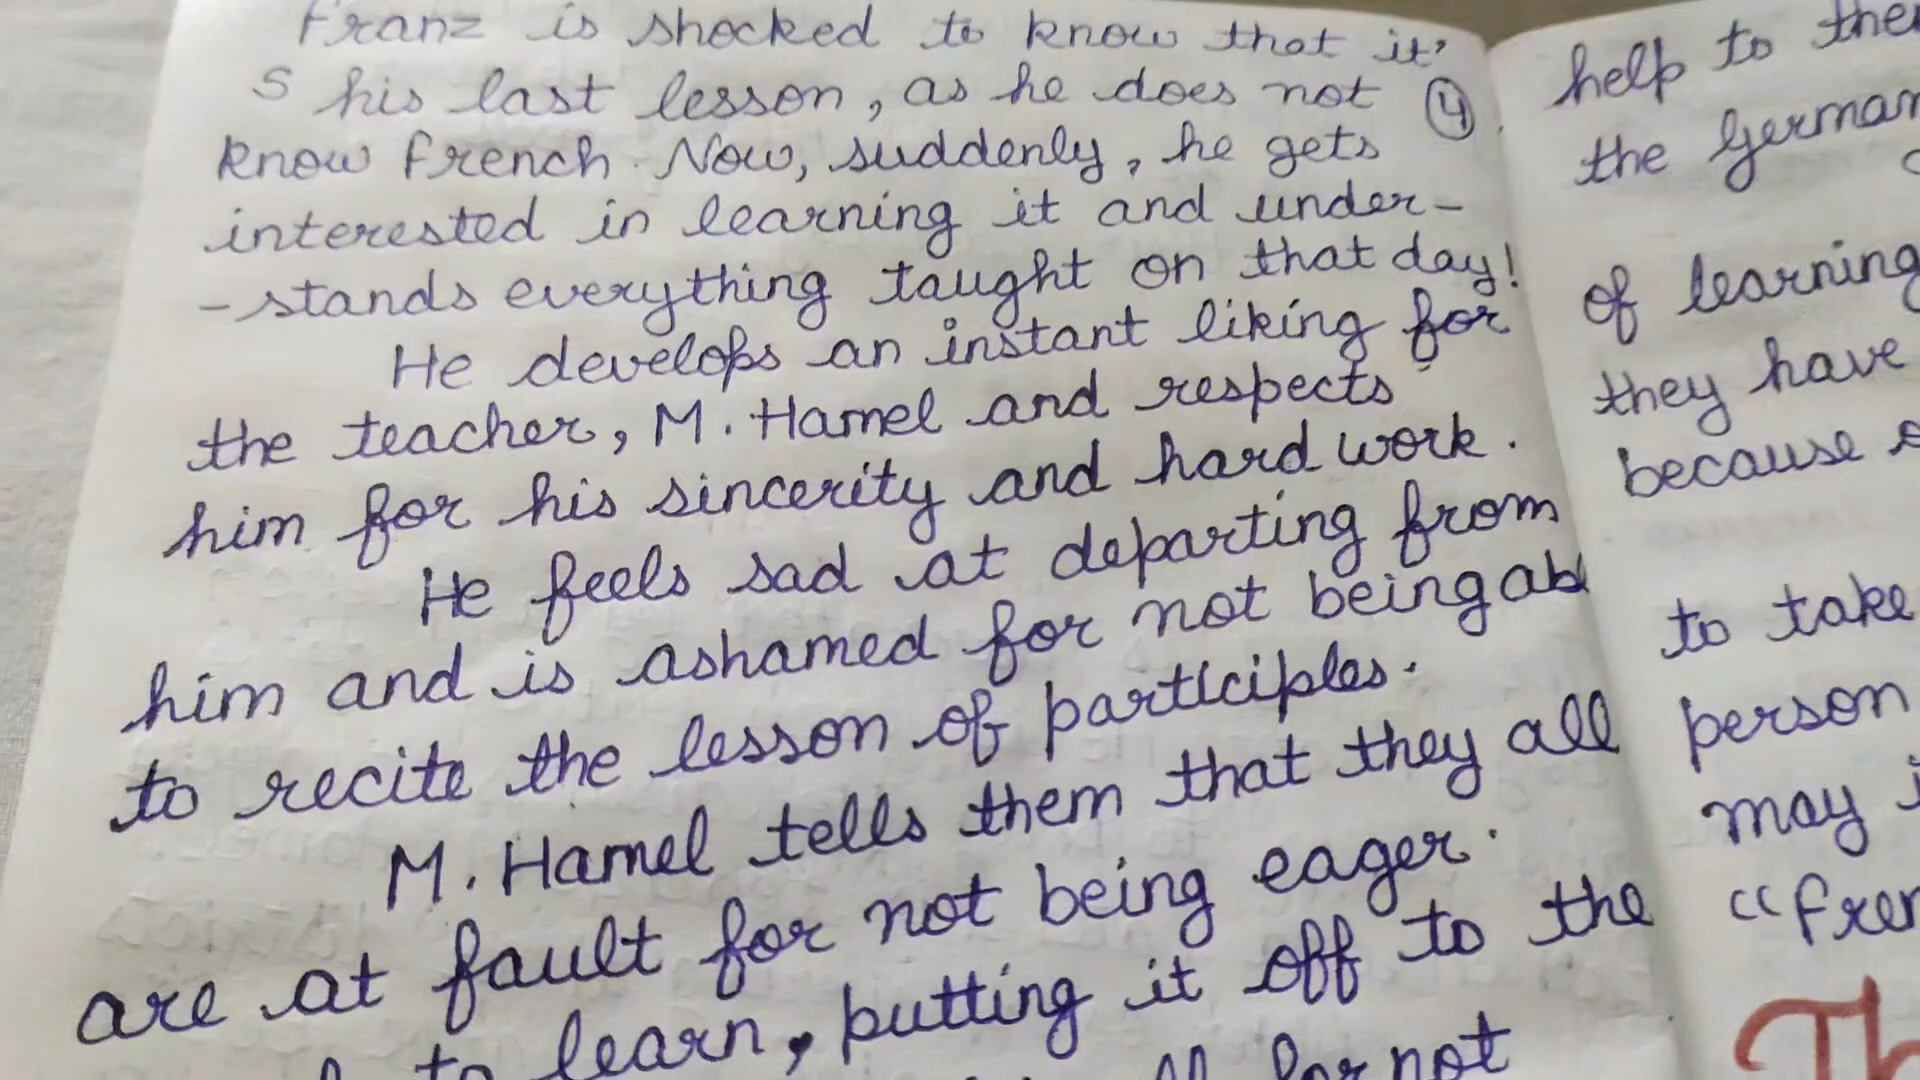 Franz is shocked to know that it'
s his last lesson, as he does not
④
know French. Now, suddenly, he gets
interested in learning it and under-
-stands everything taught on that day!
He develops an instant liking for
the teacher, M. Hamel and respects
him for his sincerity and hard work.
He feels sad at departing from
him and is ashamed for not being abl
to recite the lesson of participles.
M. Hamel tells them that they all
are at fault for not being eager.
to learn, putting it off to the
for not
help to the
the German
of learning
they have
because o
to take
person
may i
"Fren
Th